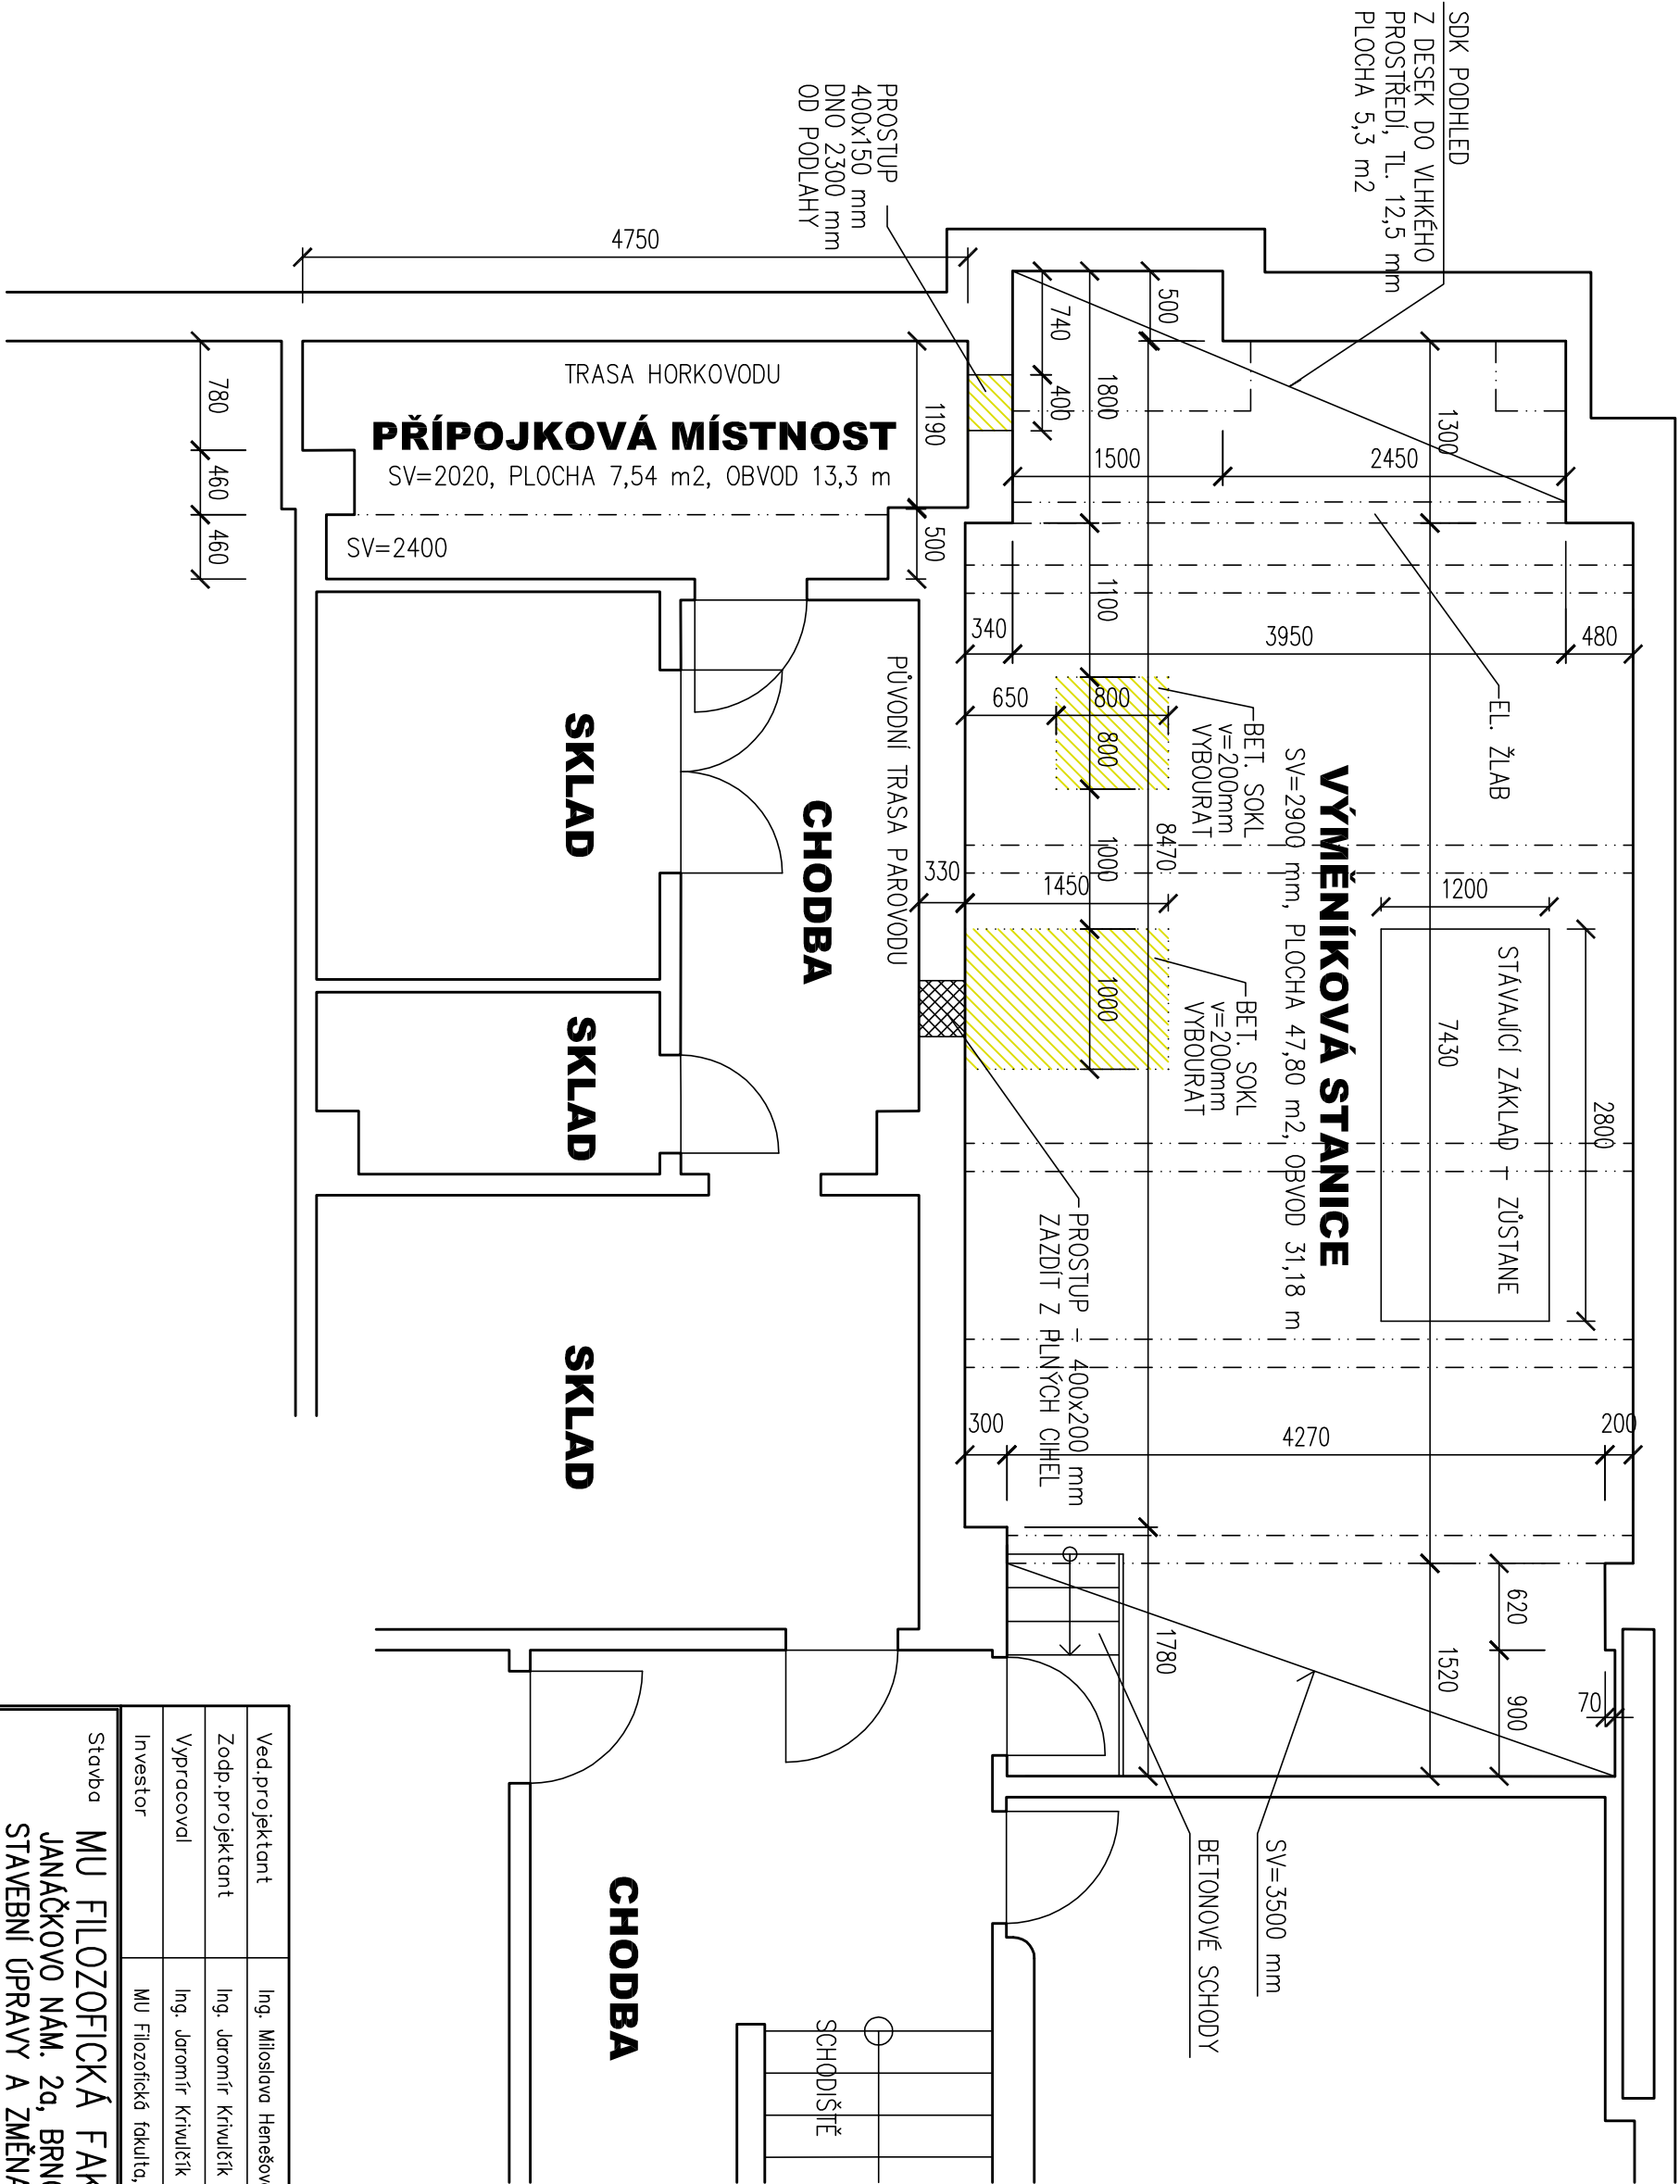 SDK PODHLED
Z DESEK DO VLHKÉHO
PROSTŘEDÍ, TL. 12,5 mm
PLOCHA 5,3 m2
PROSTUP
400x150 mm
DNO 2300 mm
OD PODLAHY
4750
780
460
460
TRASA HORKOVODU
PŘÍPOJKOVÁ MÍSTNOST
SV=2020, PLOCHA 7,54 m2, OBVOD 13,3 m
SV=2400
1190
500
740
400
500
1800
1500
2450
1300
1100
340
3950
480
EL. ŽLAB
650
800
800
BET. SOKL
v=200mm
VYBOURAT
8470
1000
330
1450
1000
BET. SOKL
v=200mm
VYBOURAT
VÝMĚNÍKOVÁ STANICE
SV=2900 mm, PLOCHA 47,80 m2, OBVOD 31,18 m
1200
2800
STÁVAJÍCÍ ZÁKLAD - ZŮSTANE
7430
PROSTUP - 400x200 mm
ZAZDÍT Z PLNÝCH CIHEL
300
4270
200
620
900
1520
1780
70
SV=3500 mm
BETONOVÉ SCHODY
PŮVODNÍ TRASA PAROVODU
CHODBA
SKLAD
SKLAD
SKLAD
CHODBA
SCHODIŠTĚ
Ved.projektant Ing. Miloslava Henešov
Zodp.projektant Ing. Jaromír Krivulčík
Vypracoval Ing. Jaromír Krivulčík
Investor MU Filozofická fakulta,
Stavba MU FILOZOFICKÁ FAK
JANÁČKOVO NÁM. 2a, BRNO
STAVEBNÍ ÚPRAVY A ZMĚNA